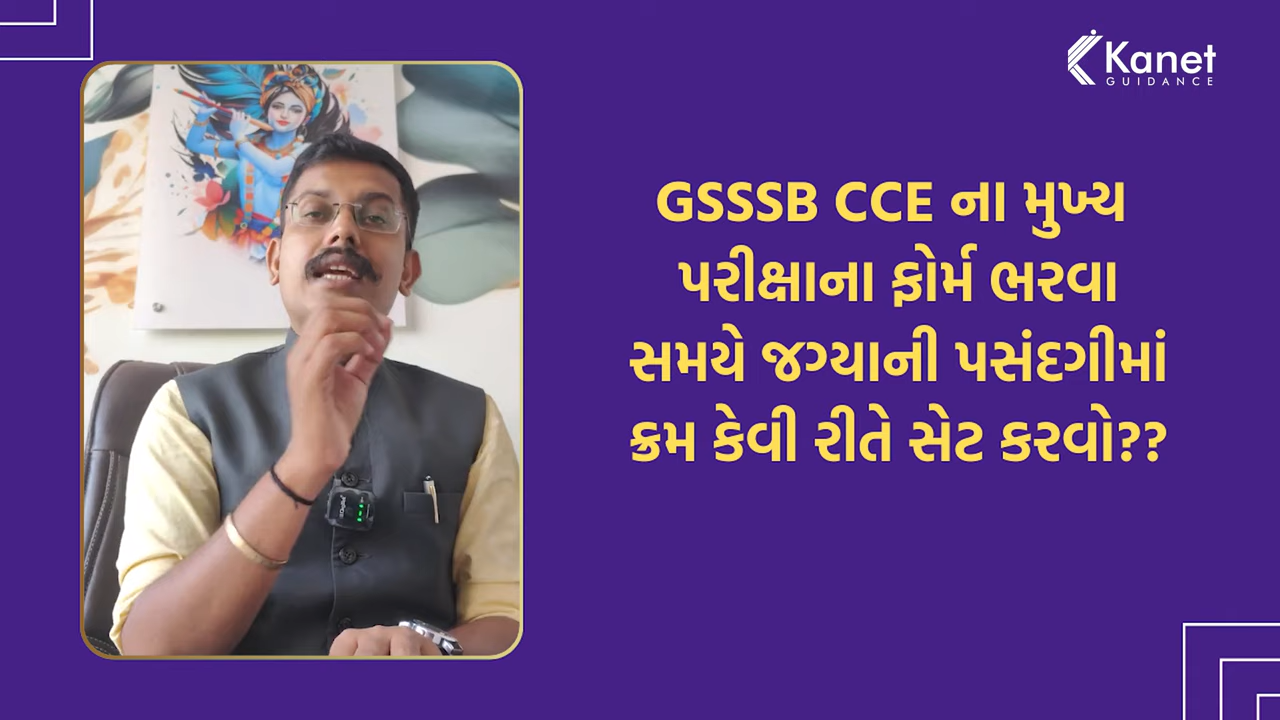 Kanet
GUIDANCE
GSSSB CCE ના મુખ્ય
પરીક્ષાના ફોર્મ ભરવા
સમયે જગ્યાની પસંદગીમાં
ક્રમ કેવી રીતે સેટ કરવો??